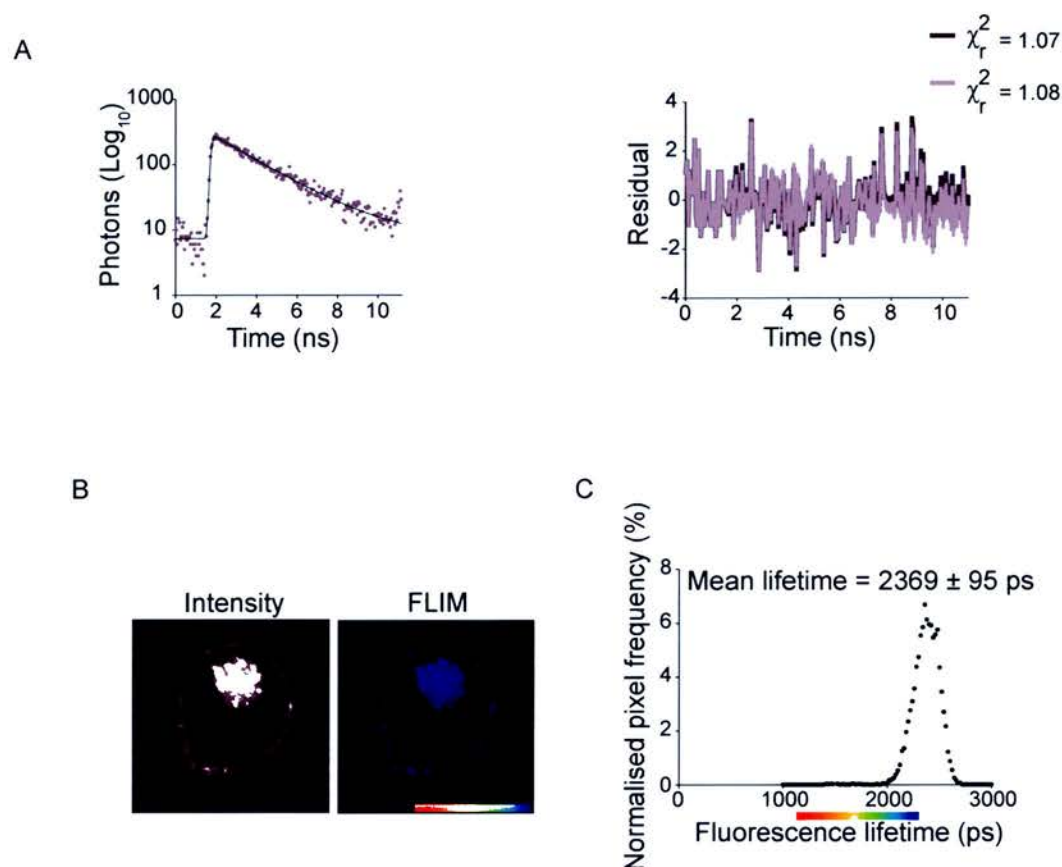 A
Photons (Log₁₀)
1000
100
10
1
0 2 4 6 8 10
Time (ns)
χ²ᵣ = 1.07
χ²ᵣ = 1.08
Residual
4
2
0
-2
-4
0 2 4 6 8 10
Time (ns)
B
Intensity
FLIM
C
Normalised pixel frequency (%)
Mean lifetime = 2369 ± 95 ps
8
6
4
2
0
0 1000 2000 3000
Fluorescence lifetime (ps)